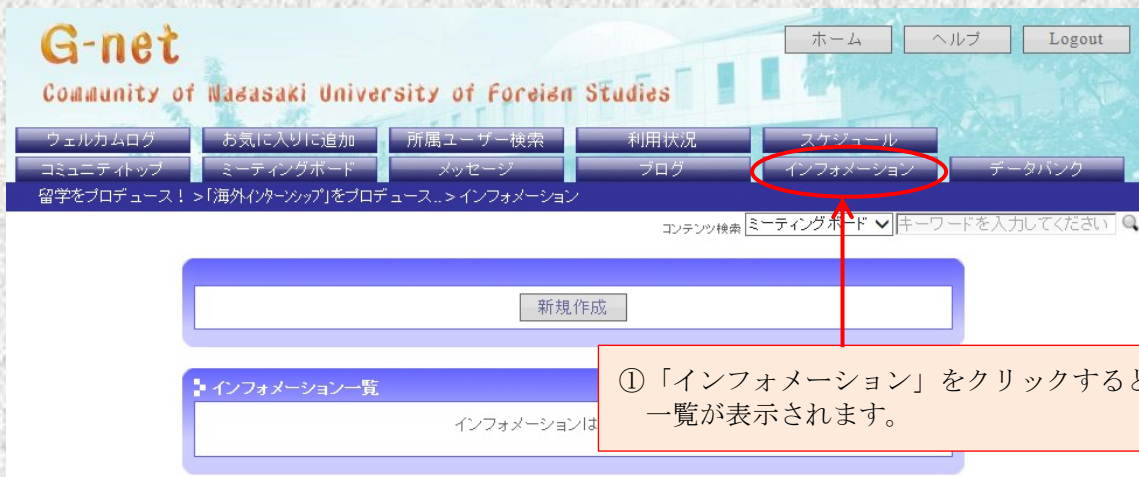 G-net
Community of Nagasaki University of Foreign Studies
ホーム ヘルプ Logout
ウェルカムログ お気に入りに追加 所属ユーザー検索 利用状況 スケジュール
コミュニティトップ ミーティングボード メッセージ ブログ インフォメーション データバンク
留学をプロデュース！ >「海外インターンシップ」をプロデュース..> インフォメーション
コンテンツ検索 ミーティングボード キーワードを入力してください
新規作成
インフォメーション一覧
インフォメーションは
①「インフォメーション」をクリックすると
一覧が表示されます。